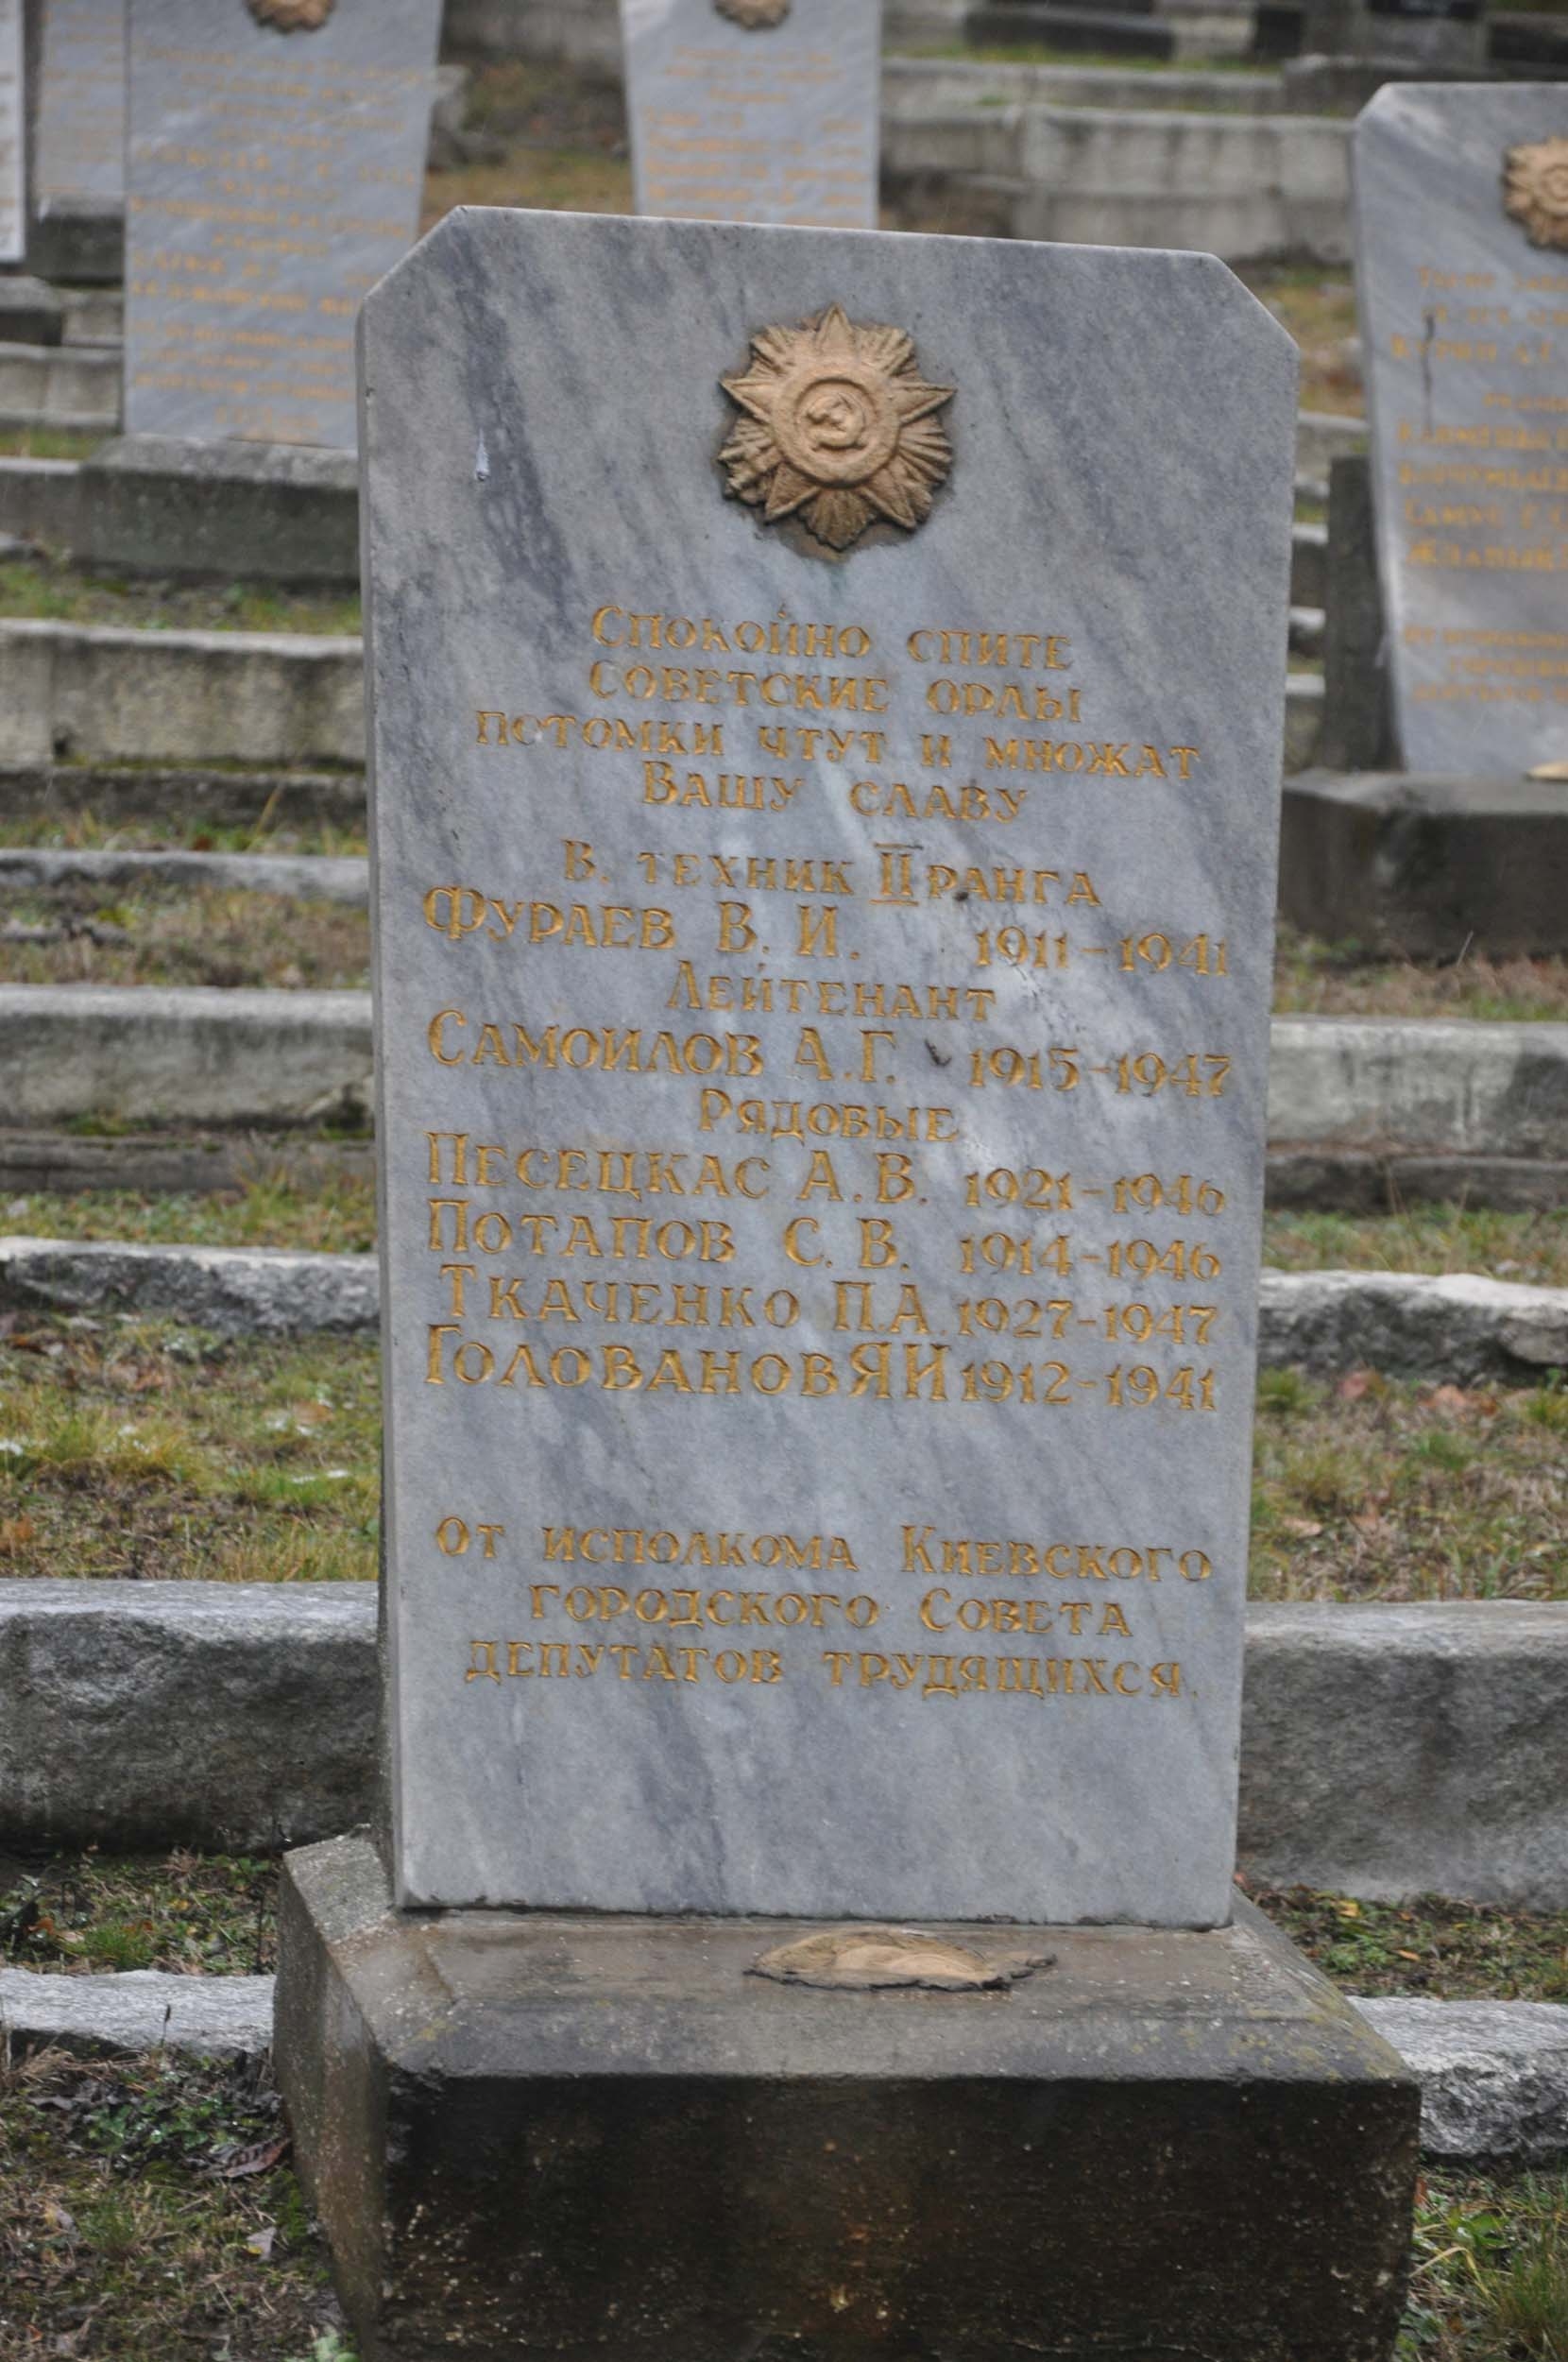 Спокойно спите
Советские орлы
потомки чтут и множат
Вашу славу
В. техник II ранга
Фураев В. И. 1911-1941
Лейтенант
Самоилов А.Г. 1915-1947
Рядовые
Песецкас А.В. 1921-1946
Потапов С.В. 1914-1946
Ткаченко П.А. 1927-1947
Голованов Я И 1912-1941
От исполкома Киевского
городского Совета
депутатов трудящихся.